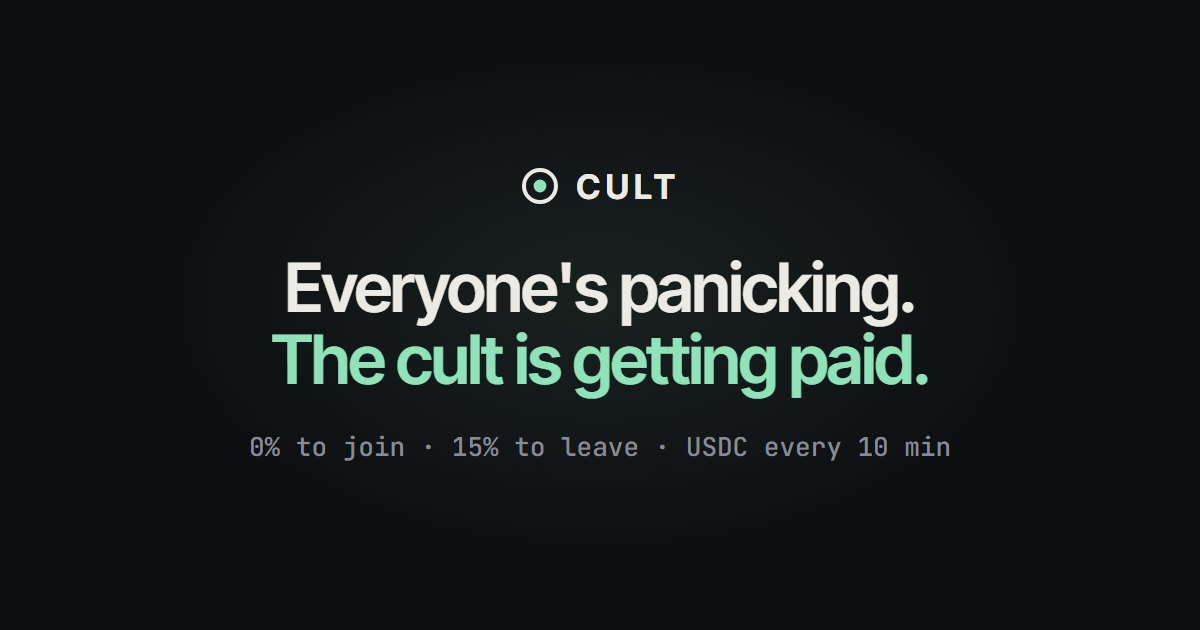 CULT
Everyone's panicking.
The cult is getting paid.
0% to join · 15% to leave · USDC every 10 min